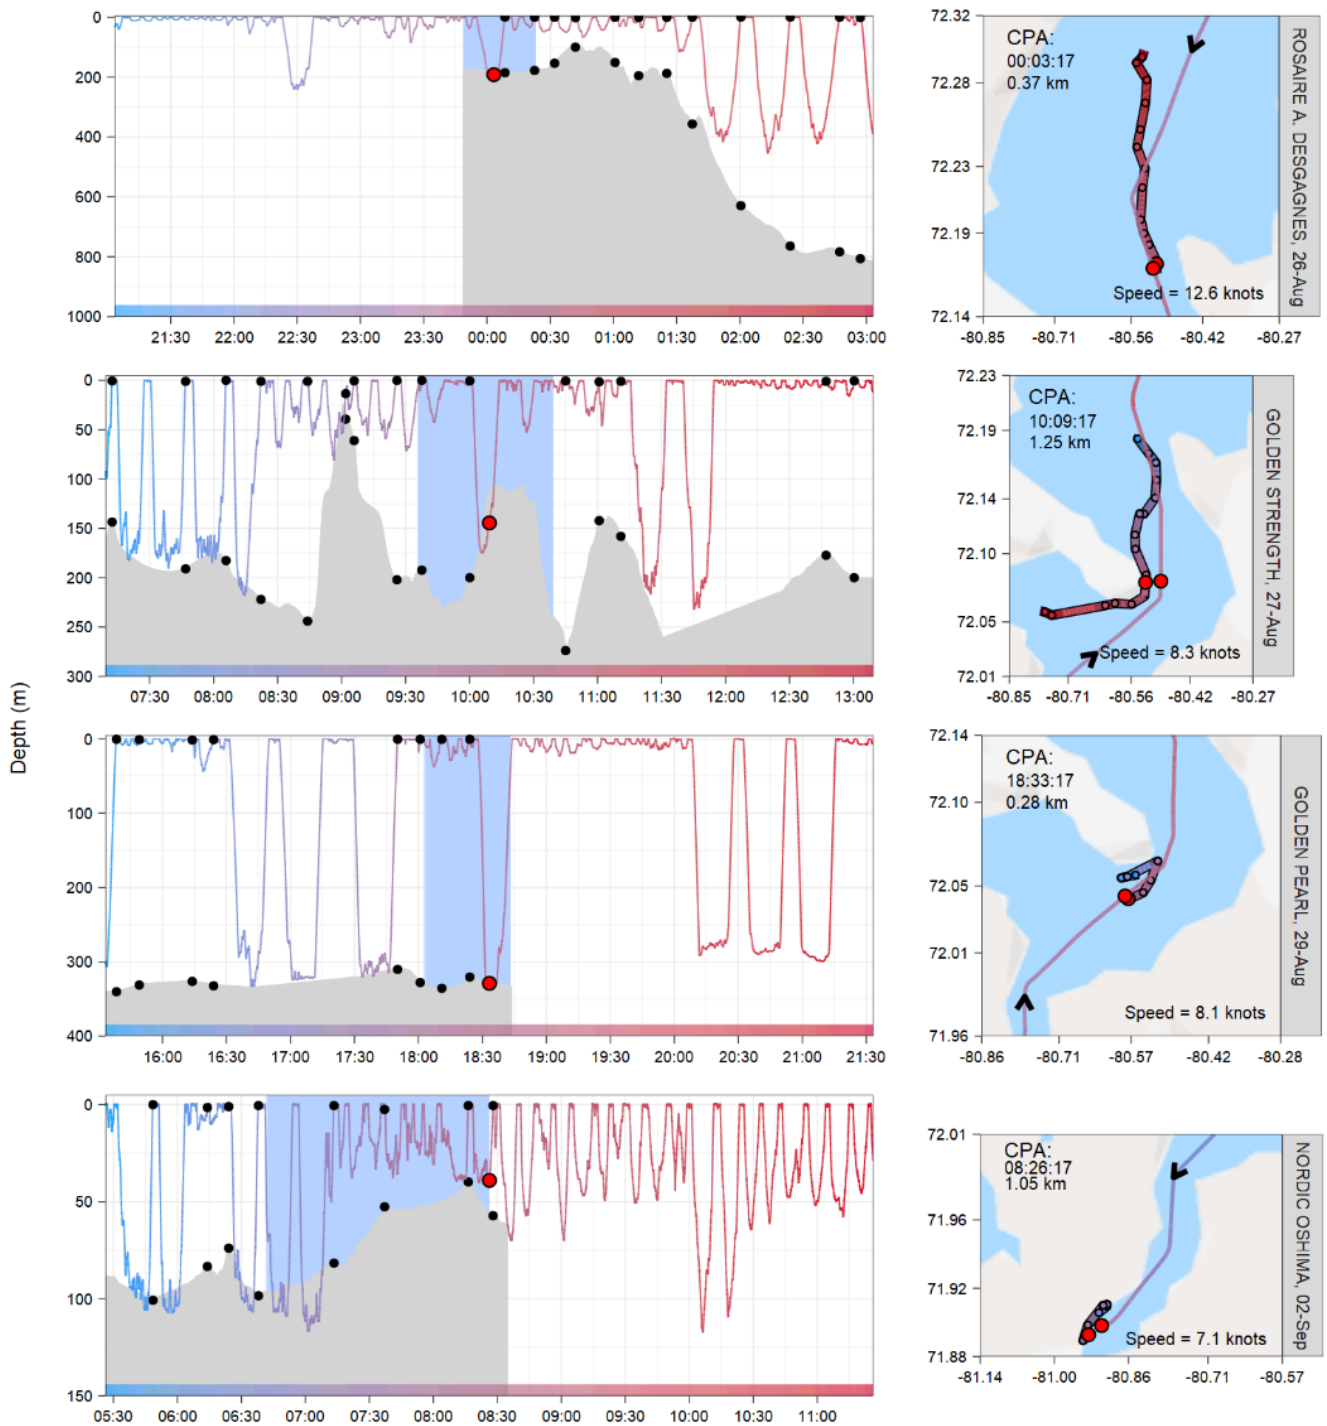 Depth (m)
0
200
400
600
800
1000
21:30 22:00 22:30 23:00 23:30 00:00 00:30 01:00 01:30 02:00 02:30 03:00
72.32
72.28
72.23
72.19
72.14
CPA:
00:03:17
0.37 km
Speed = 12.6 knots
-80.85 -80.71 -80.56 -80.42 -80.27
ROSAIRE A. DESGAGNES, 26-Aug
0
50
100
150
200
250
300
07:30 08:00 08:30 09:00 09:30 10:00 10:30 11:00 11:30 12:00 12:30 13:00
72.23
72.19
72.14
72.10
72.05
72.01
CPA:
10:09:17
1.25 km
Speed = 8.3 knots
-80.85 -80.71 -80.56 -80.42 -80.27
GOLDEN STRENGTH, 27-Aug
0
100
200
300
400
16:00 16:30 17:00 17:30 18:00 18:30 19:00 19:30 20:00 20:30 21:00 21:30
72.14
72.10
72.05
72.01
71.96
CPA:
18:33:17
0.28 km
Speed = 8.1 knots
-80.86 -80.71 -80.57 -80.42 -80.28
GOLDEN PEARL, 29-Aug
0
50
100
150
05:30 06:00 06:30 07:00 07:30 08:00 08:30 09:00 09:30 10:00 10:30 11:00
72.01
71.96
71.92
71.88
CPA:
08:26:17
1.05 km
Speed = 7.1 knots
-81.14 -81.00 -80.86 -80.71 -80.57
NORDIC OSHIMA, 02-Sep